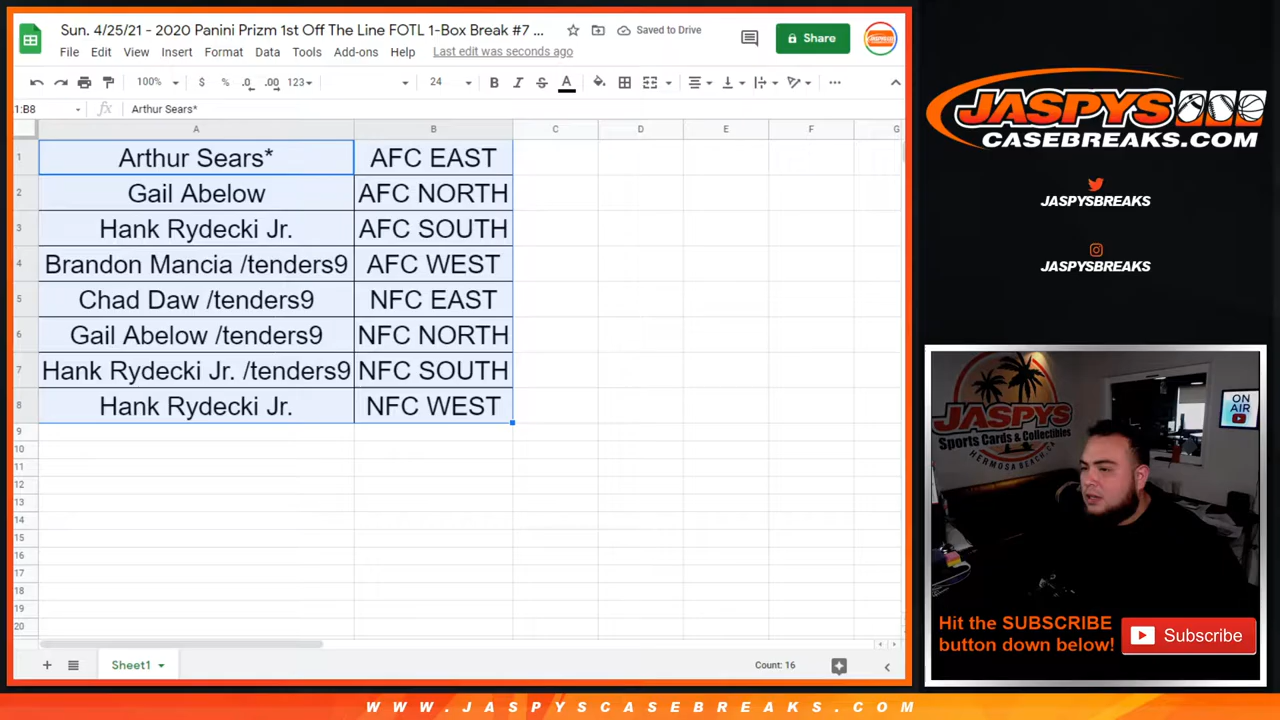 Sun. 4/25/21 - 2020 Panini Prizm 1st Off The Line FOTL 1-Box Break #7 ...
Saved to Drive
Share
File Edit View Insert Format Data Tools Add-ons Help Last edit was seconds ago
100% $ % .0 .00 123 24 B I S A
1:B8 fx Arthur Sears*
A B C D E F G
1 Arthur Sears* AFC EAST
2 Gail Abelow AFC NORTH
3 Hank Rydecki Jr. AFC SOUTH
4 Brandon Mancia /tenders9 AFC WEST
5 Chad Daw /tenders9 NFC EAST
6 Gail Abelow /tenders9 NFC NORTH
7 Hank Rydecki Jr. /tenders9 NFC SOUTH
8 Hank Rydecki Jr. NFC WEST
9
10
11
12
13
14
15
16
17
18
19
20
Sheet1
Count: 16
JASPYS
CASEBREAKS.COM
JASPYSBREAKS
JASPYSBREAKS
JASPYS
Sports Cards & Collectibles
HERMOSA BEACH, CA
ON
AIR
Hit the SUBSCRIBE
button down below!
Subscribe
WWW.JASPYSCASEBREAKS.COM